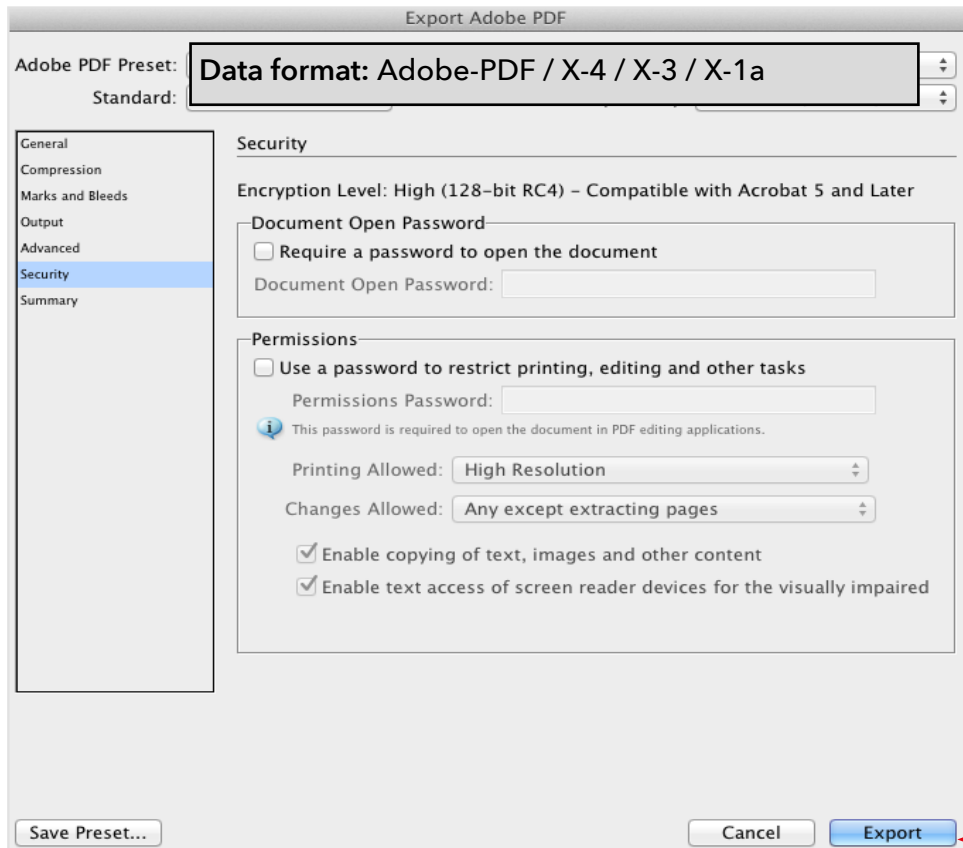 Export Adobe PDF
Adobe PDF Preset:
Data format: Adobe-PDF / X-4 / X-3 / X-1a
Standard:
General
Compression
Marks and Bleeds
Output
Advanced
Security
Summary
Security
Encryption Level: High (128-bit RC4) – Compatible with Acrobat 5 and Later
Document Open Password
Require a password to open the document
Document Open Password:
Permissions
Use a password to restrict printing, editing and other tasks
Permissions Password:
This password is required to open the document in PDF editing applications.
Printing Allowed: High Resolution
Changes Allowed: Any except extracting pages
Enable copying of text, images and other content
Enable text access of screen reader devices for the visually impaired
Save Preset... Cancel Export